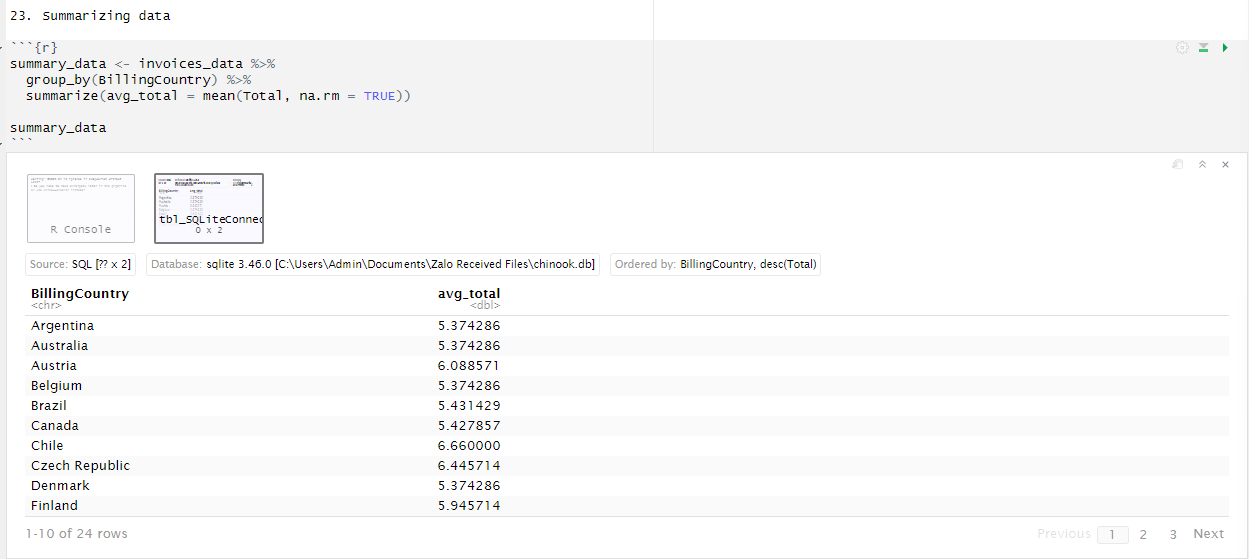 23. Summarizing data
```{r}
summary_data <- invoices_data %>%
  group_by(BillingCountry) %>%
  summarize(avg_total = mean(Total, na.rm = TRUE))

summary_data
```
R Console
tbl_SQLiteConnec
0 x 2
Source: SQL [?? x 2] Database: sqlite 3.46.0 [C:\Users\Admin\Documents\Zalo Received Files\chinook.db] Ordered by: BillingCountry, desc(Total)
BillingCountry avg_total
<chr> <dbl>
Argentina 5.374286
Australia 5.374286
Austria 6.088571
Belgium 5.374286
Brazil 5.431429
Canada 5.427857
Chile 6.660000
Czech Republic 6.445714
Denmark 5.374286
Finland 5.945714
1-10 of 24 rows Previous 1 2 3 Next